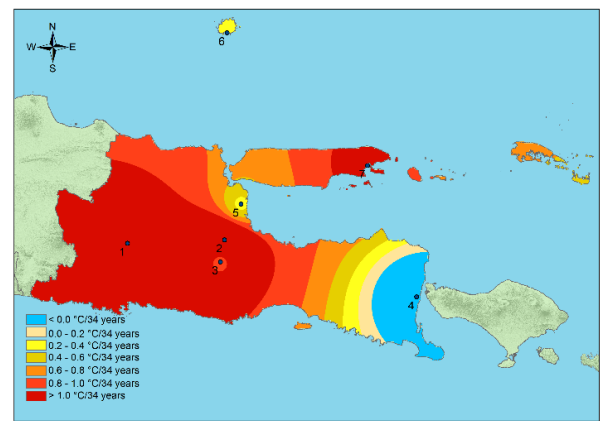 N
W E
S
6
7
5
2
1
3
4
< 0.0 °C/34 years
0.0 - 0.2 °C/34 years
0.2 - 0.4 °C/34 years
0.4 - 0.6 °C/34 years
0.6 - 0.8 °C/34 years
0.8 - 1.0 °C/34 years
> 1.0 °C/34 years